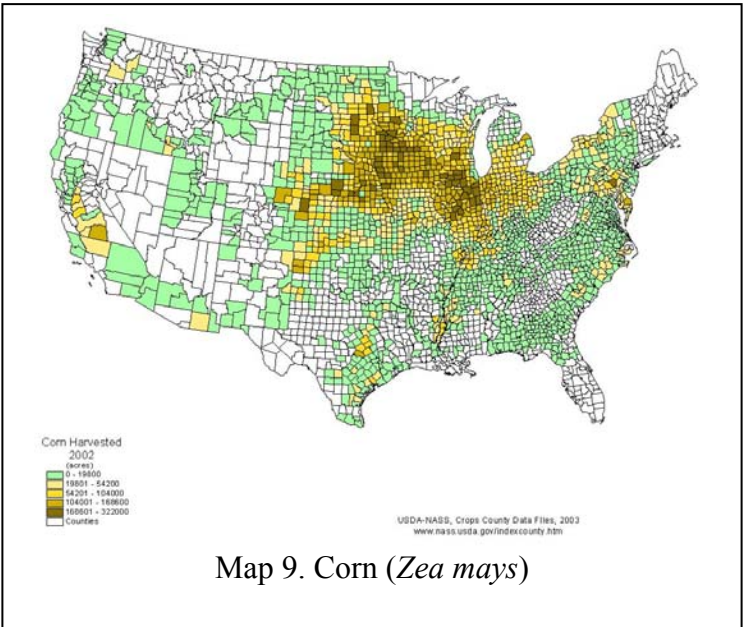 Corn Harvested
2002
(acres)
0 - 19800
19801 - 54200
54201 - 104000
104001 - 168600
168601 - 322000
Counties
USDA-NASS, Crops County Data Files, 2003
www.nass.usda.gov/indexcounty.htm
Map 9. Corn (Zea mays)